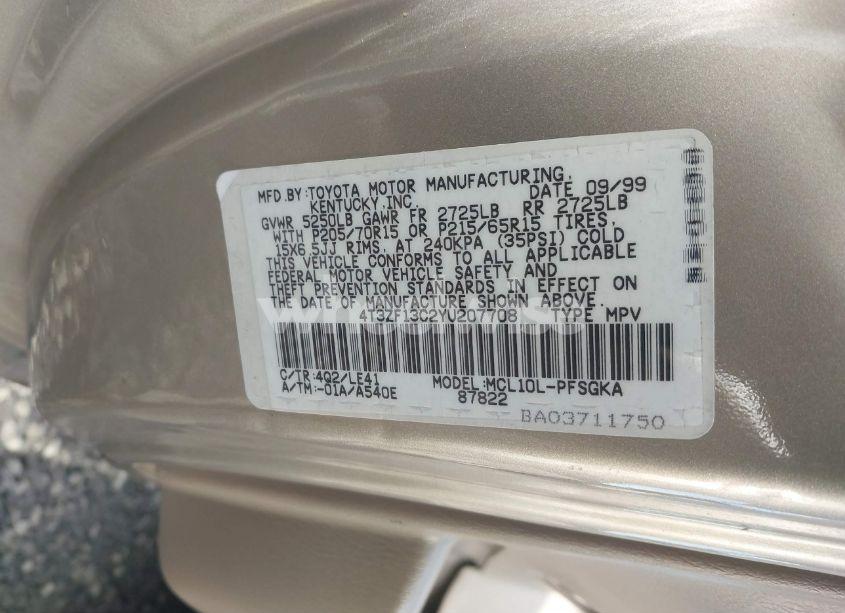 MFD.BY:TOYOTA MOTOR MANUFACTURING,
KENTUCKY,INC. DATE 09/99
GVWR 5250LB GAWR FR 2725LB RR 2725LB
WITH P205/70R15 OR P215/65R15 TIRES,
15X6.5JJ RIMS, AT 240KPA (35PSI) COLD
THIS VEHICLE CONFORMS TO ALL APPLICABLE
FEDERAL MOTOR VEHICLE SAFETY AND
THEFT PREVENTION STANDARDS IN EFFECT ON
THE DATE OF MANUFACTURE SHOWN ABOVE.
4T3ZF13C2YU207708 TYPE MPV
C/TR:4Q2/LE41 MODEL:MCL10L-PFSGKA
A/TM:-01A/A540E 87822
BA03711750